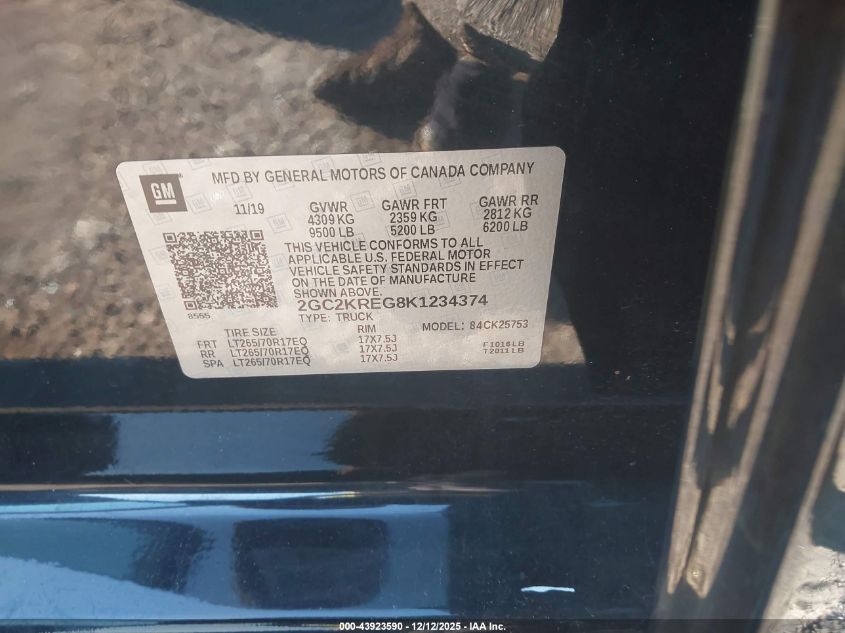 GM
MFD BY GENERAL MOTORS OF CANADA COMPANY
11/19 GVWR GAWR FRT GAWR RR
4309 KG 2359 KG 2812 KG
9500 LB 5200 LB 6200 LB
THIS VEHICLE CONFORMS TO ALL
APPLICABLE U.S. FEDERAL MOTOR
VEHICLE SAFETY STANDARDS IN EFFECT
ON THE DATE OF MANUFACTURE
SHOWN ABOVE.
8555 2GC2KREG8K1234374
TYPE: TRUCK MODEL: 84CK25753
TIRE SIZE RIM
FRT LT265/70R17EQ 17X7.5J F1016LB
RR LT265/70R17EQ 17X7.5J T2011LB
SPA LT265/70R17EQ 17X7.5J
000-43923590 - 12/12/2025 - IAA Inc.